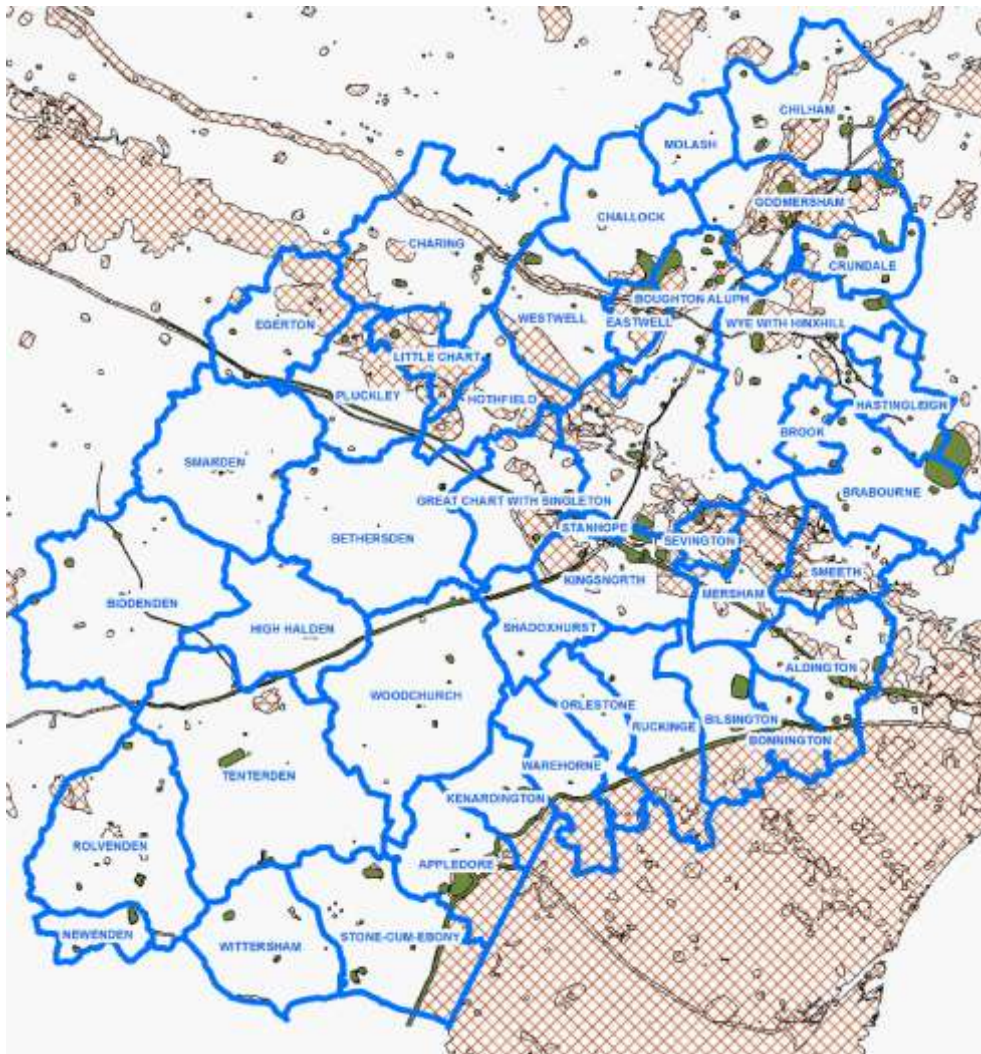 CHILHAM
MOLASH
GODMERSHAM
CHALLOCK
CHARING
CRUNDALE
BOUGHTON ALUPH
WESTWELL
EASTWELL
WYE WITH HINXHILL
EGERTON
LITTLE CHART
PLUCKLEY
HOTHFIELD
HASTINGLEIGH
BROOK
SMARDEN
BRABOURNE
GREAT CHART WITH SINGLETON
STANHOPE
BETHERSDEN
SEVINGTON
SMEETH
KINGSNORTH
MERSHAM
BIDDENDEN
HIGH HALDEN
SHADOXHURST
ALDINGTON
WOODCHURCH
ORLESTONE
RUCKINGE
BILSINGTON
BONNINGTON
WAREHORNE
TENTERDEN
KENARDINGTON
ROLVENDEN
APPLEDORE
NEWENDEN
STONE-CUM-EBONY
WITTERSHAM